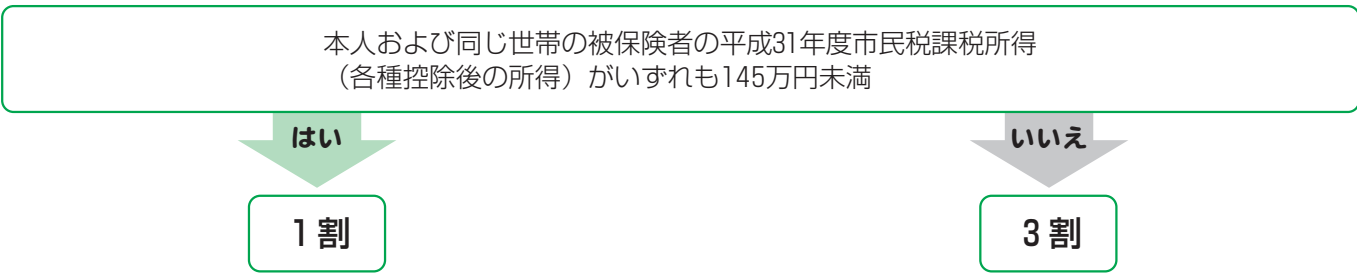 本人および同じ世帯の被保険者の平成31年度市民税課税所得
（各種控除後の所得）がいずれも145万円未満
はい
いいえ
1割
3割